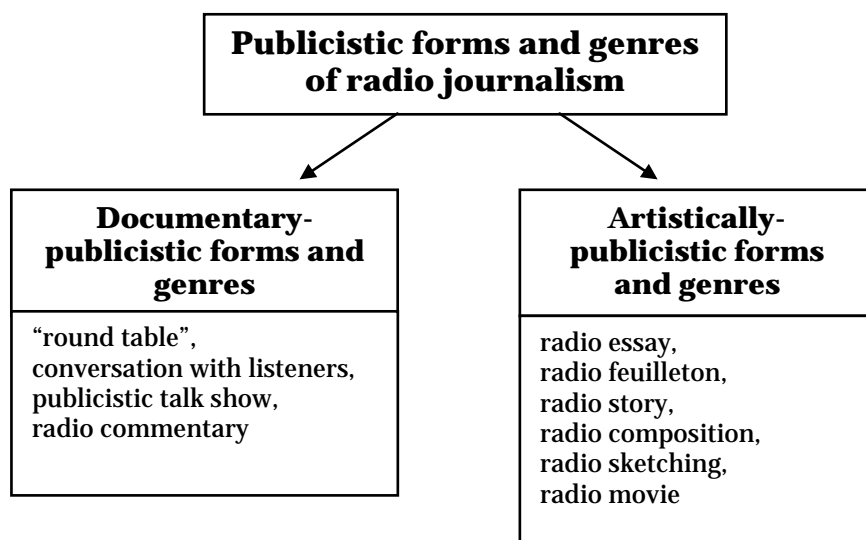 Publicistic forms and genres
of radio journalism
Documentary-
publicistic forms and
genres
“round table”,
conversation with listeners,
publicistic talk show,
radio commentary
Artistically-
publicistic forms
and genres
radio essay,
radio feuilleton,
radio story,
radio composition,
radio sketching,
radio movie